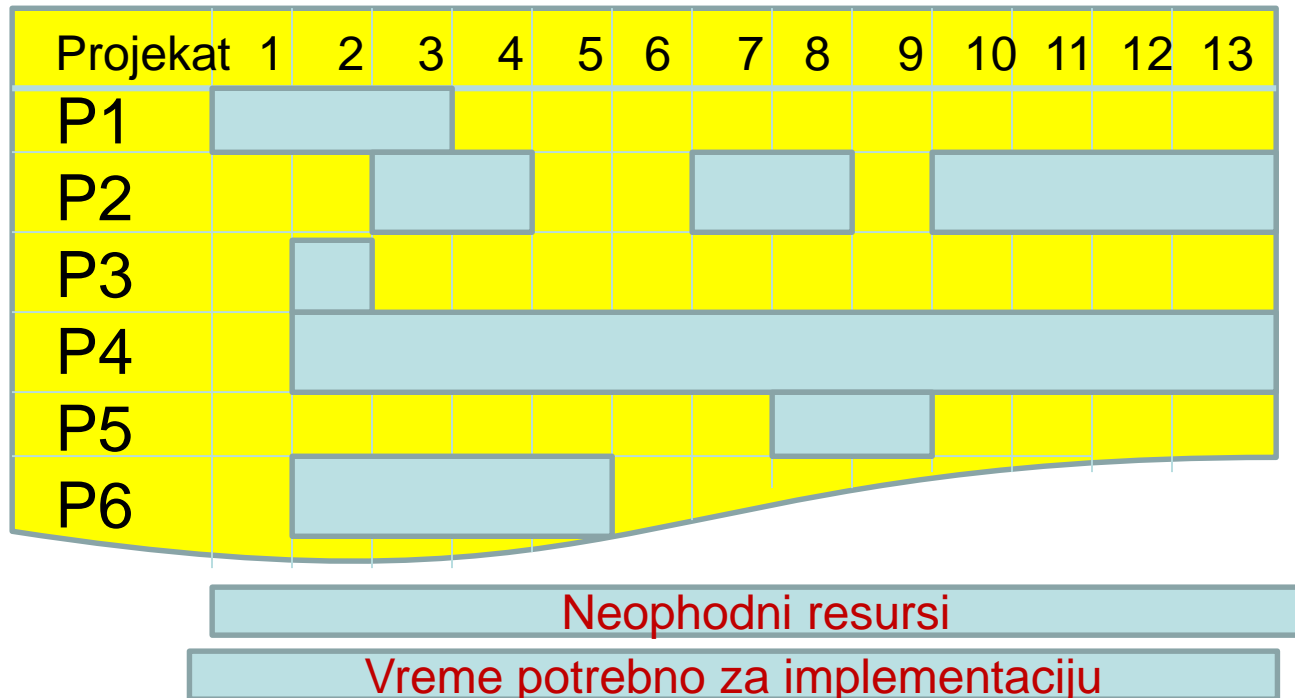 Projekat 1 2 3 4 5 6 7 8 9 10 11 12 13
P1
P2
P3
P4
P5
P6
Neophodni resursi
Vreme potrebno za implementaciju